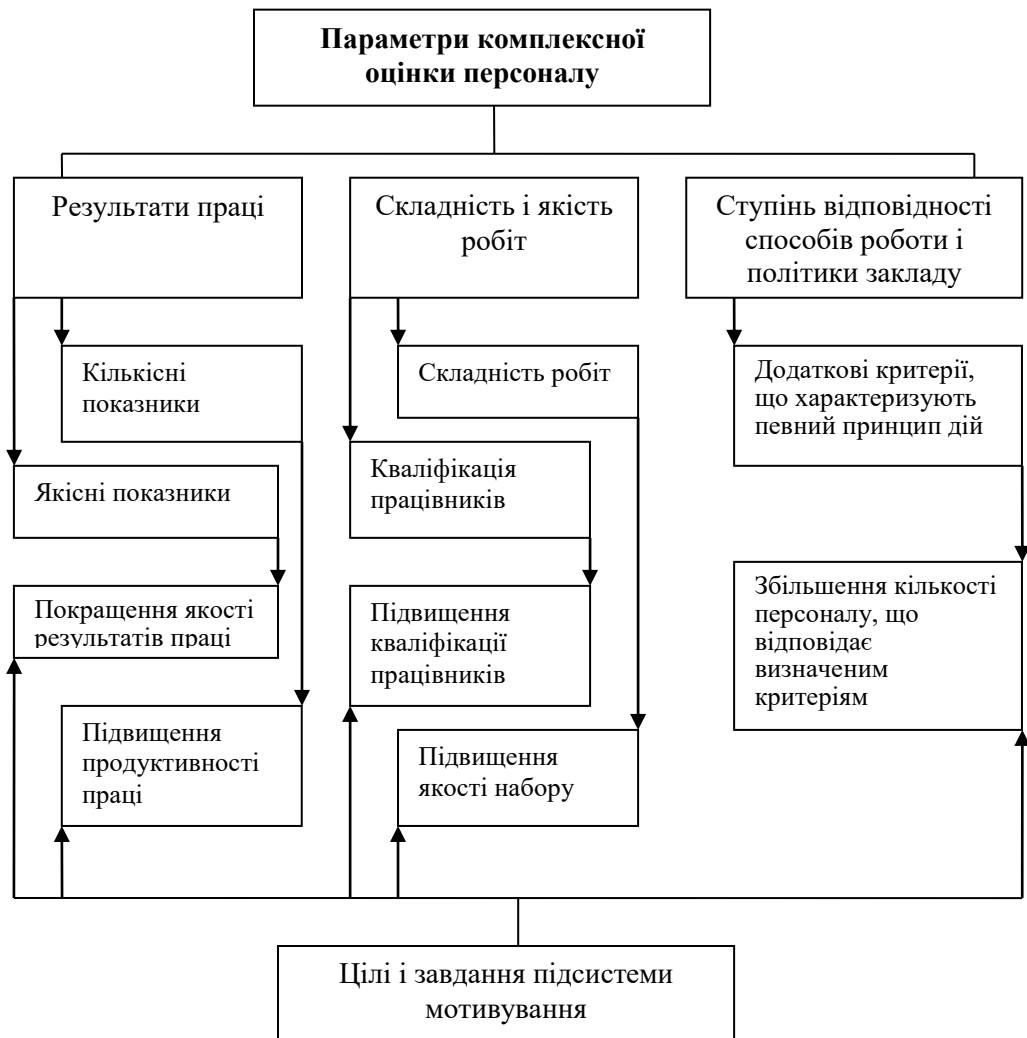 Параметри комплексної
оцінки персоналу
Результати праці
Складність і якість
робіт
Ступінь відповідності
способів роботи і
політики закладу
Кількісні
показники
Складність робіт
Додаткові критерії,
що характеризують
певний принцип дій
Якісні показники
Кваліфікація
працівників
Покращення якості
результатів праці
Підвищення
кваліфікації
працівників
Збільшення кількості
персоналу, що
відповідає
визначеним
критеріям
Підвищення
продуктивності
праці
Підвищення
якості набору
Цілі і завдання підсистеми
мотивування